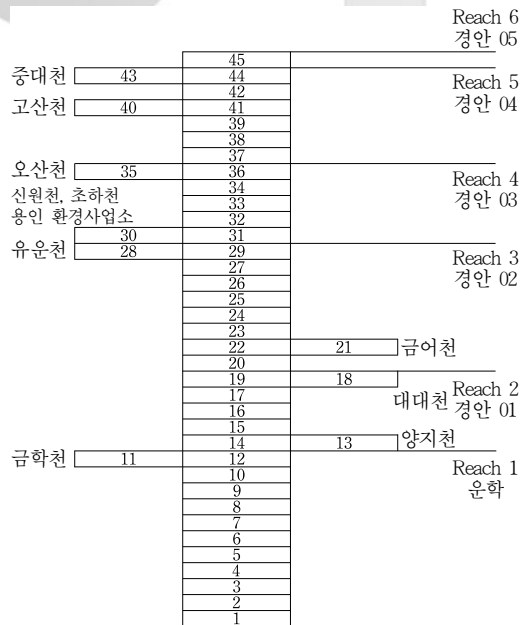 Reach 6
경안 05
45
중대천 43 44
Reach 5
42
고산천 40 41
경안 04
39
38
37
오산천 35 36
Reach 4
신원천, 초하천
34
33
경안 03
용인 환경사업소
32
30 31
유운천 28 29
Reach 3
27
경안 02
26
25
24
23
22 21 금어천
20
19 18
Reach 2
대대천
17
경안 01
16
15
14 13 양지천
금학천 11 12
Reach 1
10
운학
9
8
7
6
5
4
3
2
1